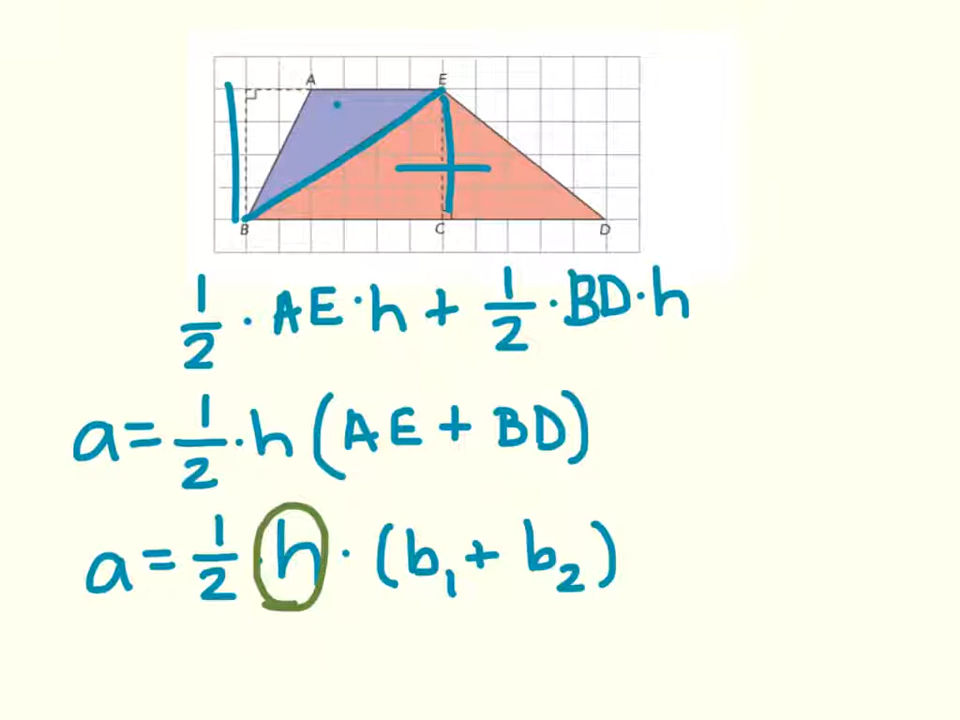 A E
B C D
1/2 · AE · h + 1/2 · BD · h
a = 1/2 · h (AE + BD)
a = 1/2 · h · (b₁ + b₂)